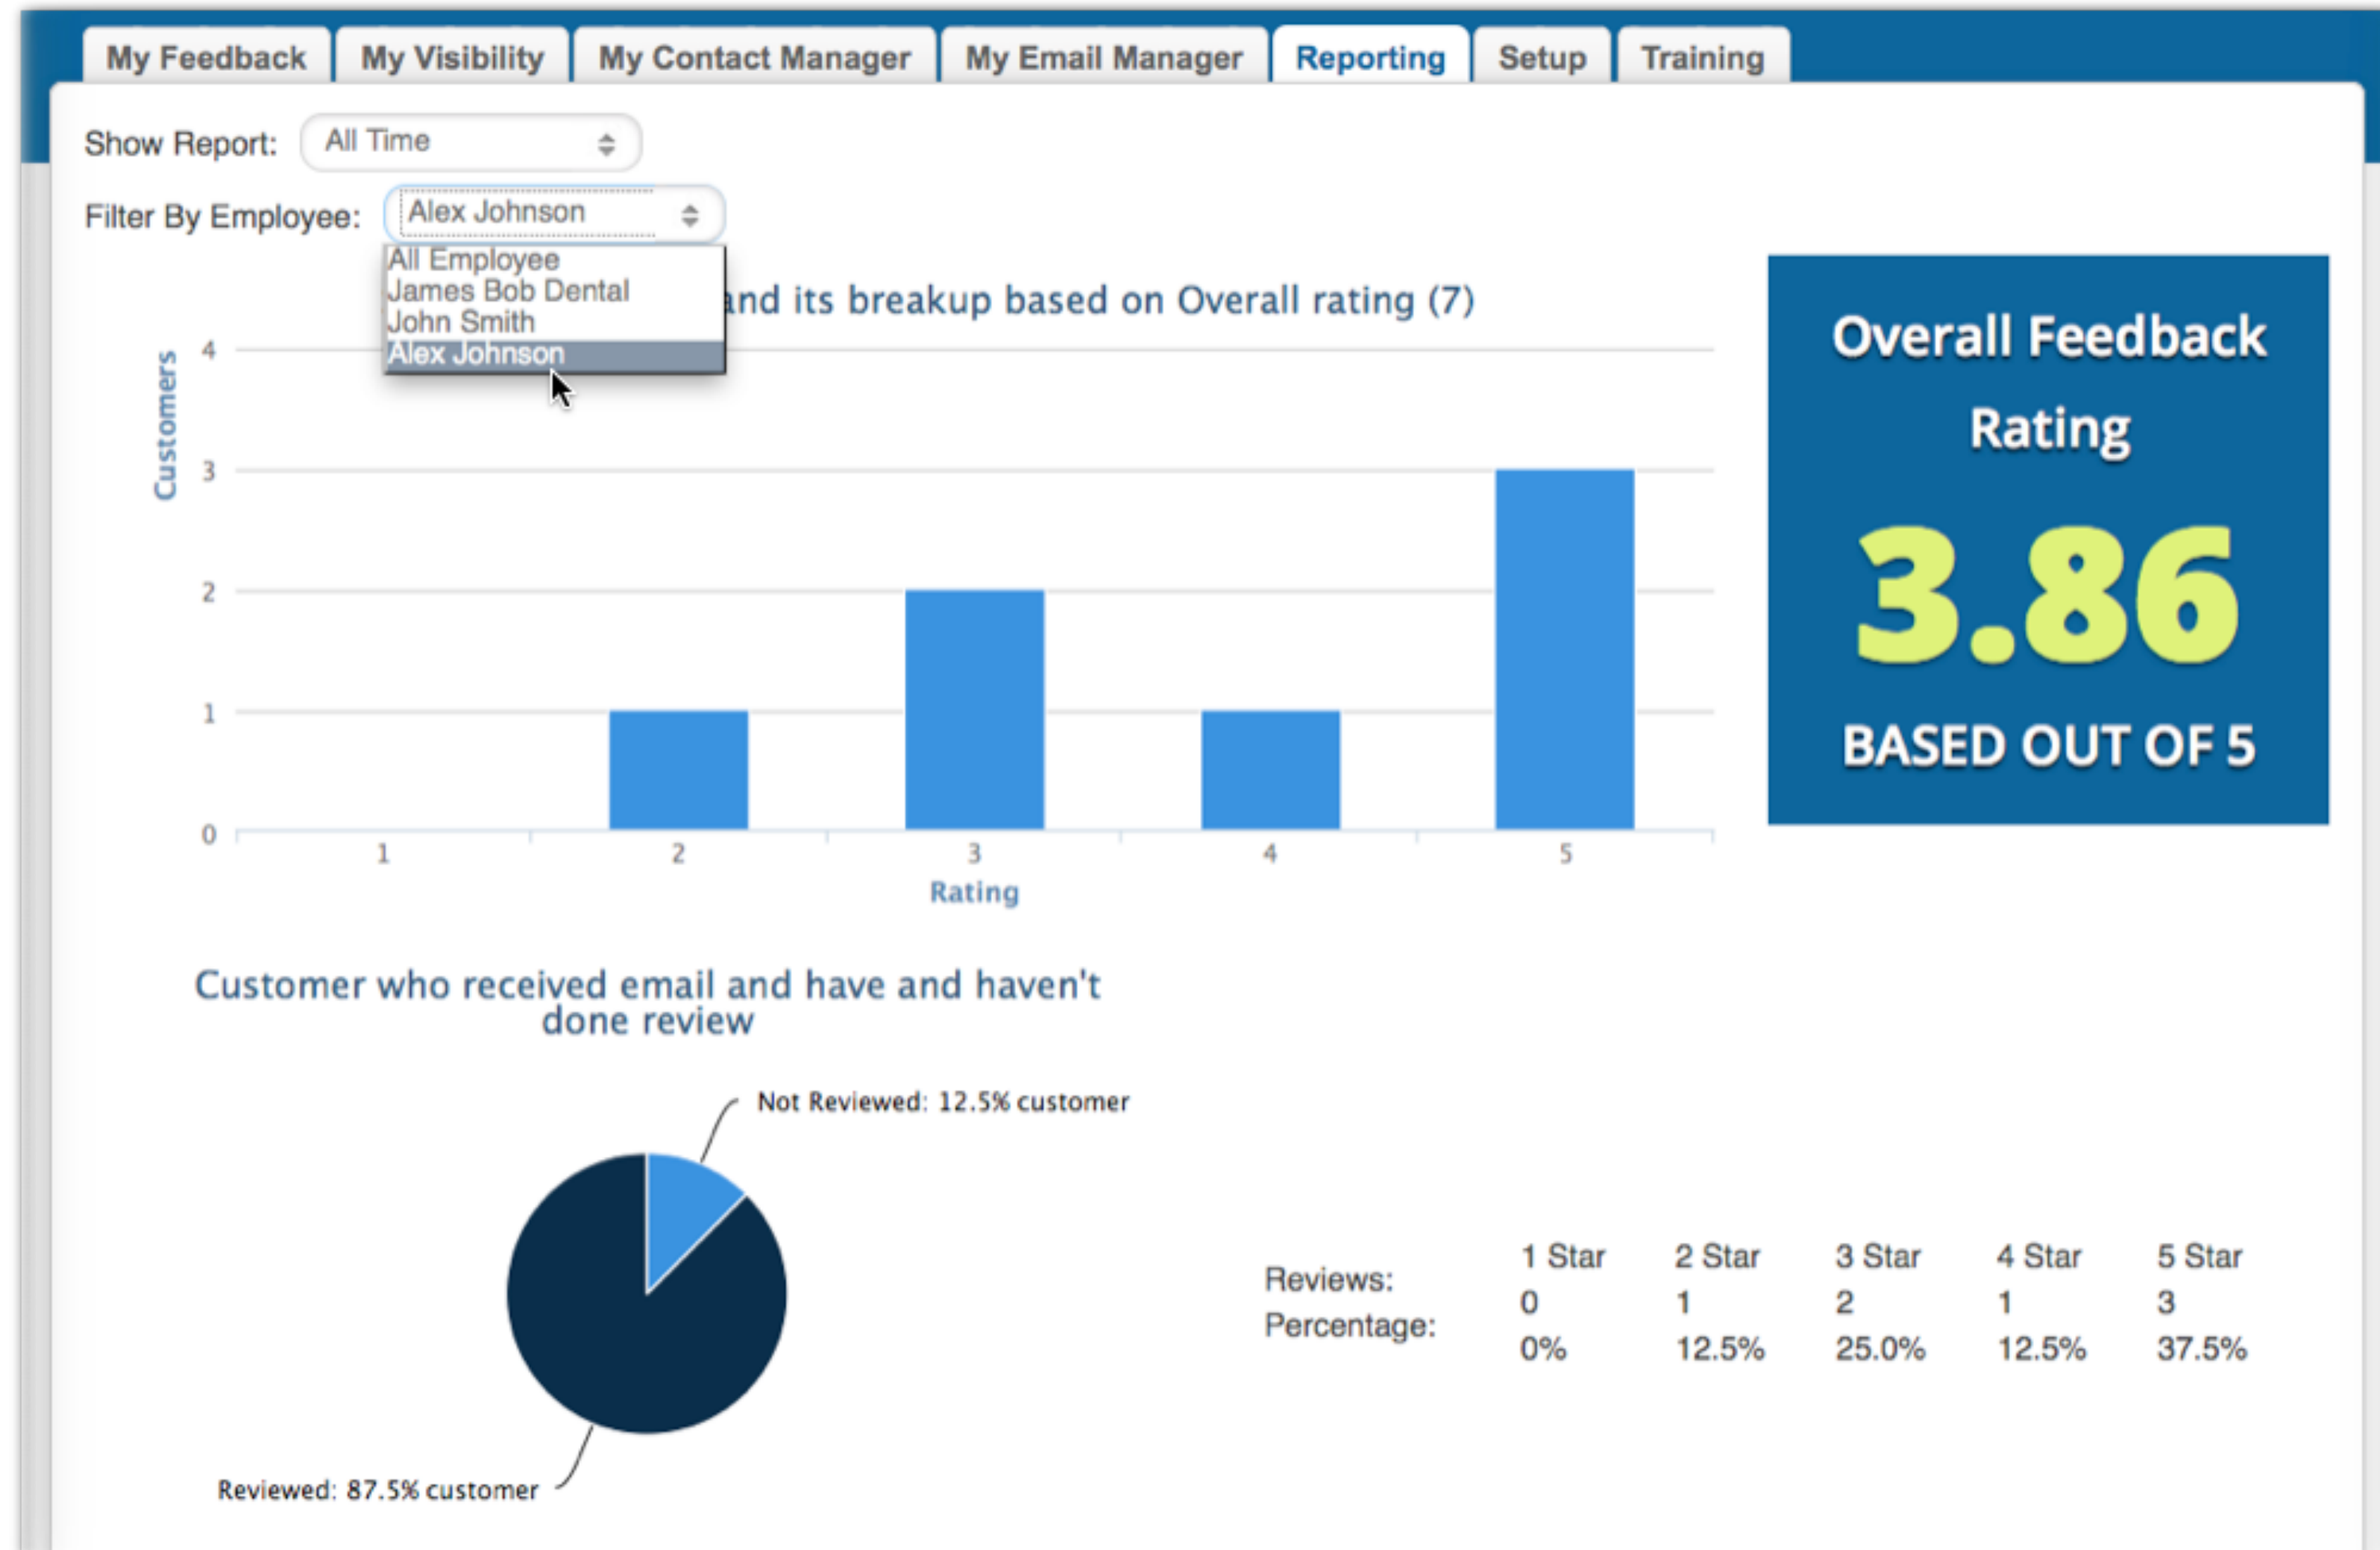 My Feedback My Visibility My Contact Manager My Email Manager Reporting Setup Training
Show Report: All Time
Filter By Employee: Alex Johnson
All Employee
James Bob Dental
John Smith
Alex Johnson
and its breakup based on Overall rating (7)
Customers
4
3
2
1
0
1 2 3 4 5
Rating
Overall Feedback
Rating
3.86
BASED OUT OF 5
Customer who received email and have and haven't
done review
Not Reviewed: 12.5% customer
Reviewed: 87.5% customer
1 Star 2 Star 3 Star 4 Star 5 Star
Reviews:
0 1 2 1 3
Percentage:
0% 12.5% 25.0% 12.5% 37.5%